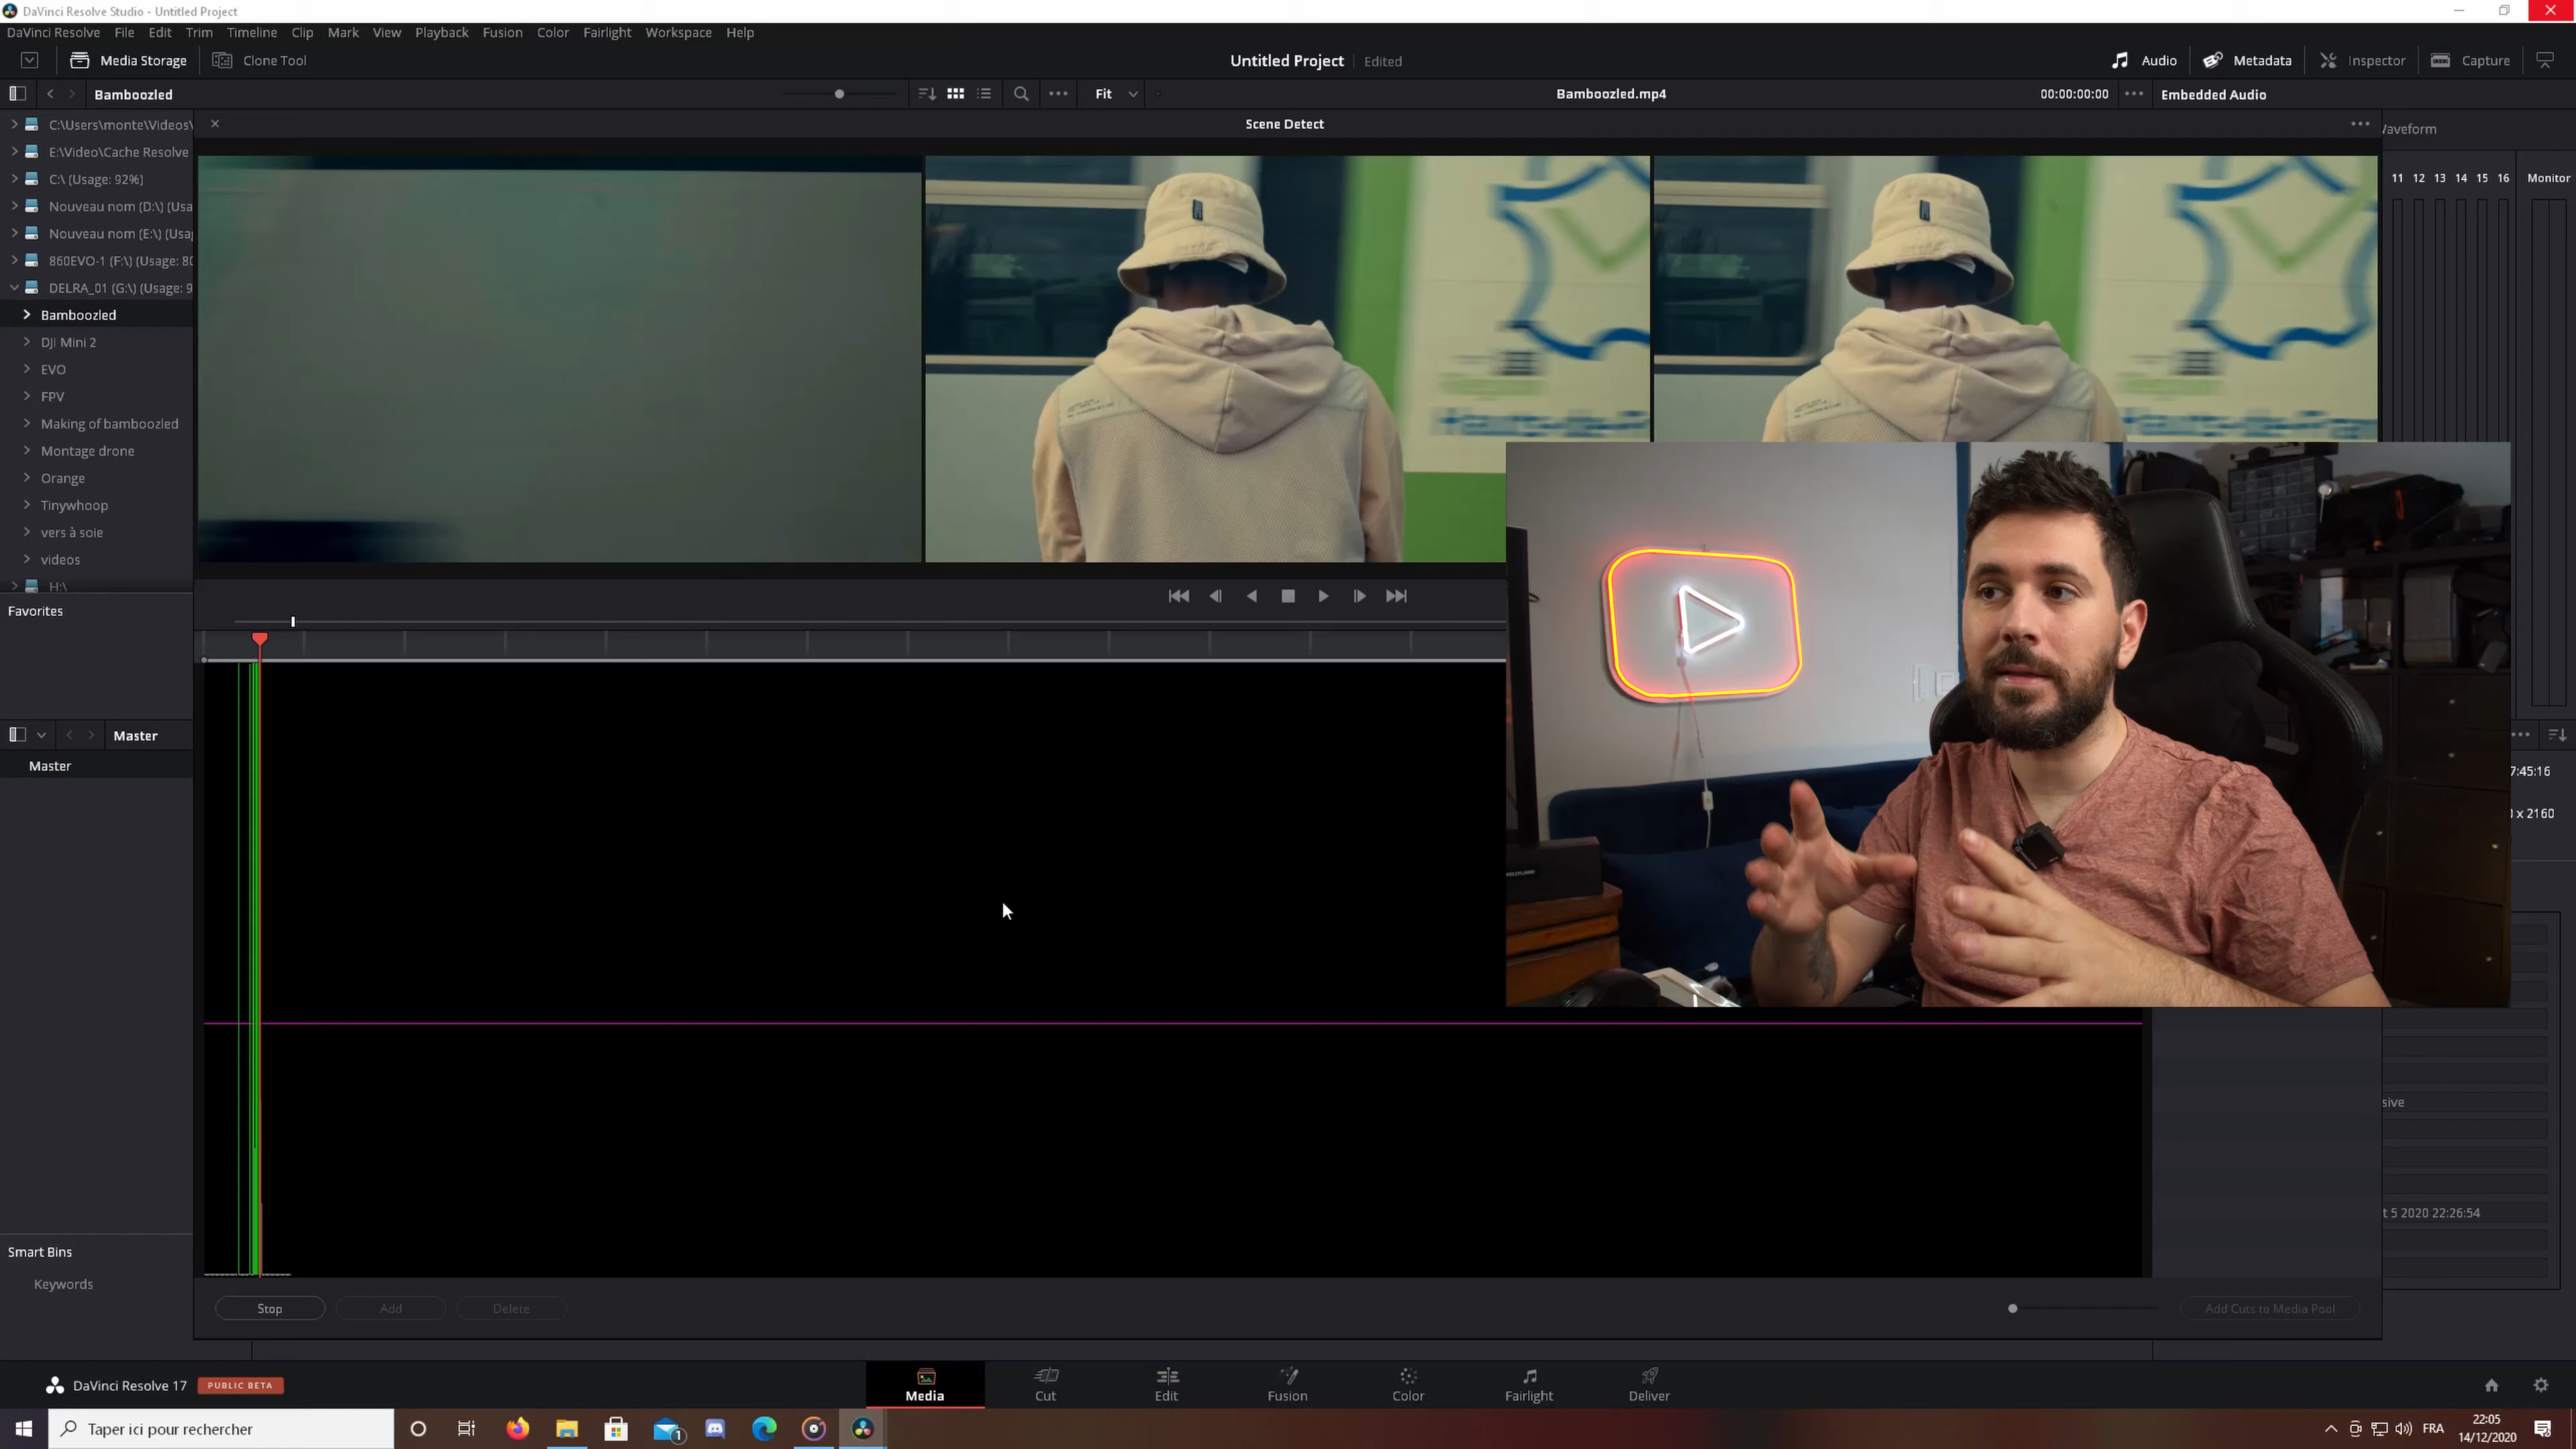 DaVinci Resolve Studio - Untitled Project
DaVinci Resolve File Edit Trim Timeline Clip Mark View Playback Fusion Color Fairlight Workspace Help
Media Storage Clone Tool Untitled Project Edited Audio Metadata Inspector Capture
Bamboozled Fit Bamboozled.mp4 00:00:00:00 Embedded Audio
Scene Detect
C:\Users\monte\Videos\
E:\Video\Cache Resolve
C:\ (Usage: 92%)
11 12 13 14 15 16 Monitor
Nouveau nom (D:\) (Usa
Nouveau nom (E:\) (Usag
860EVO-1 (F:\) (Usage: 80
DELRA_01 (G:\) (Usage: 9
Bamboozled
DJI Mini 2
EVO
FPV
Making of bamboozled
Montage drone
Orange
Tinywhoop
vers à soie
videos
H:\
Favorites
Master
Master
7:45:16
x 2160
sive
t 5 2020 22:26:54
Smart Bins
Keywords
Stop Add Delete Add Cuts to Media Pool
DaVinci Resolve 17 PUBLIC BETA
Media Cut Edit Fusion Color Fairlight Deliver
Taper ici pour rechercher
1
FRA
22:05
14/12/2020